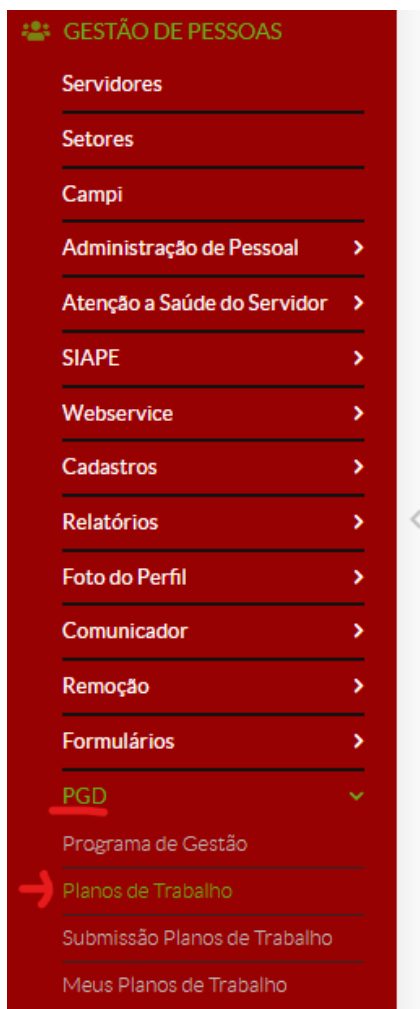 GESTÃO DE PESSOAS
Servidores
Setores
Campi
Administração de Pessoal
Atenção a Saúde do Servidor
SIAPE
Webservice
Cadastros
Relatórios
Foto do Perfil
Comunicador
Remoção
Formulários
PGD
Programa de Gestão
Planos de Trabalho
Submissão Planos de Trabalho
Meus Planos de Trabalho